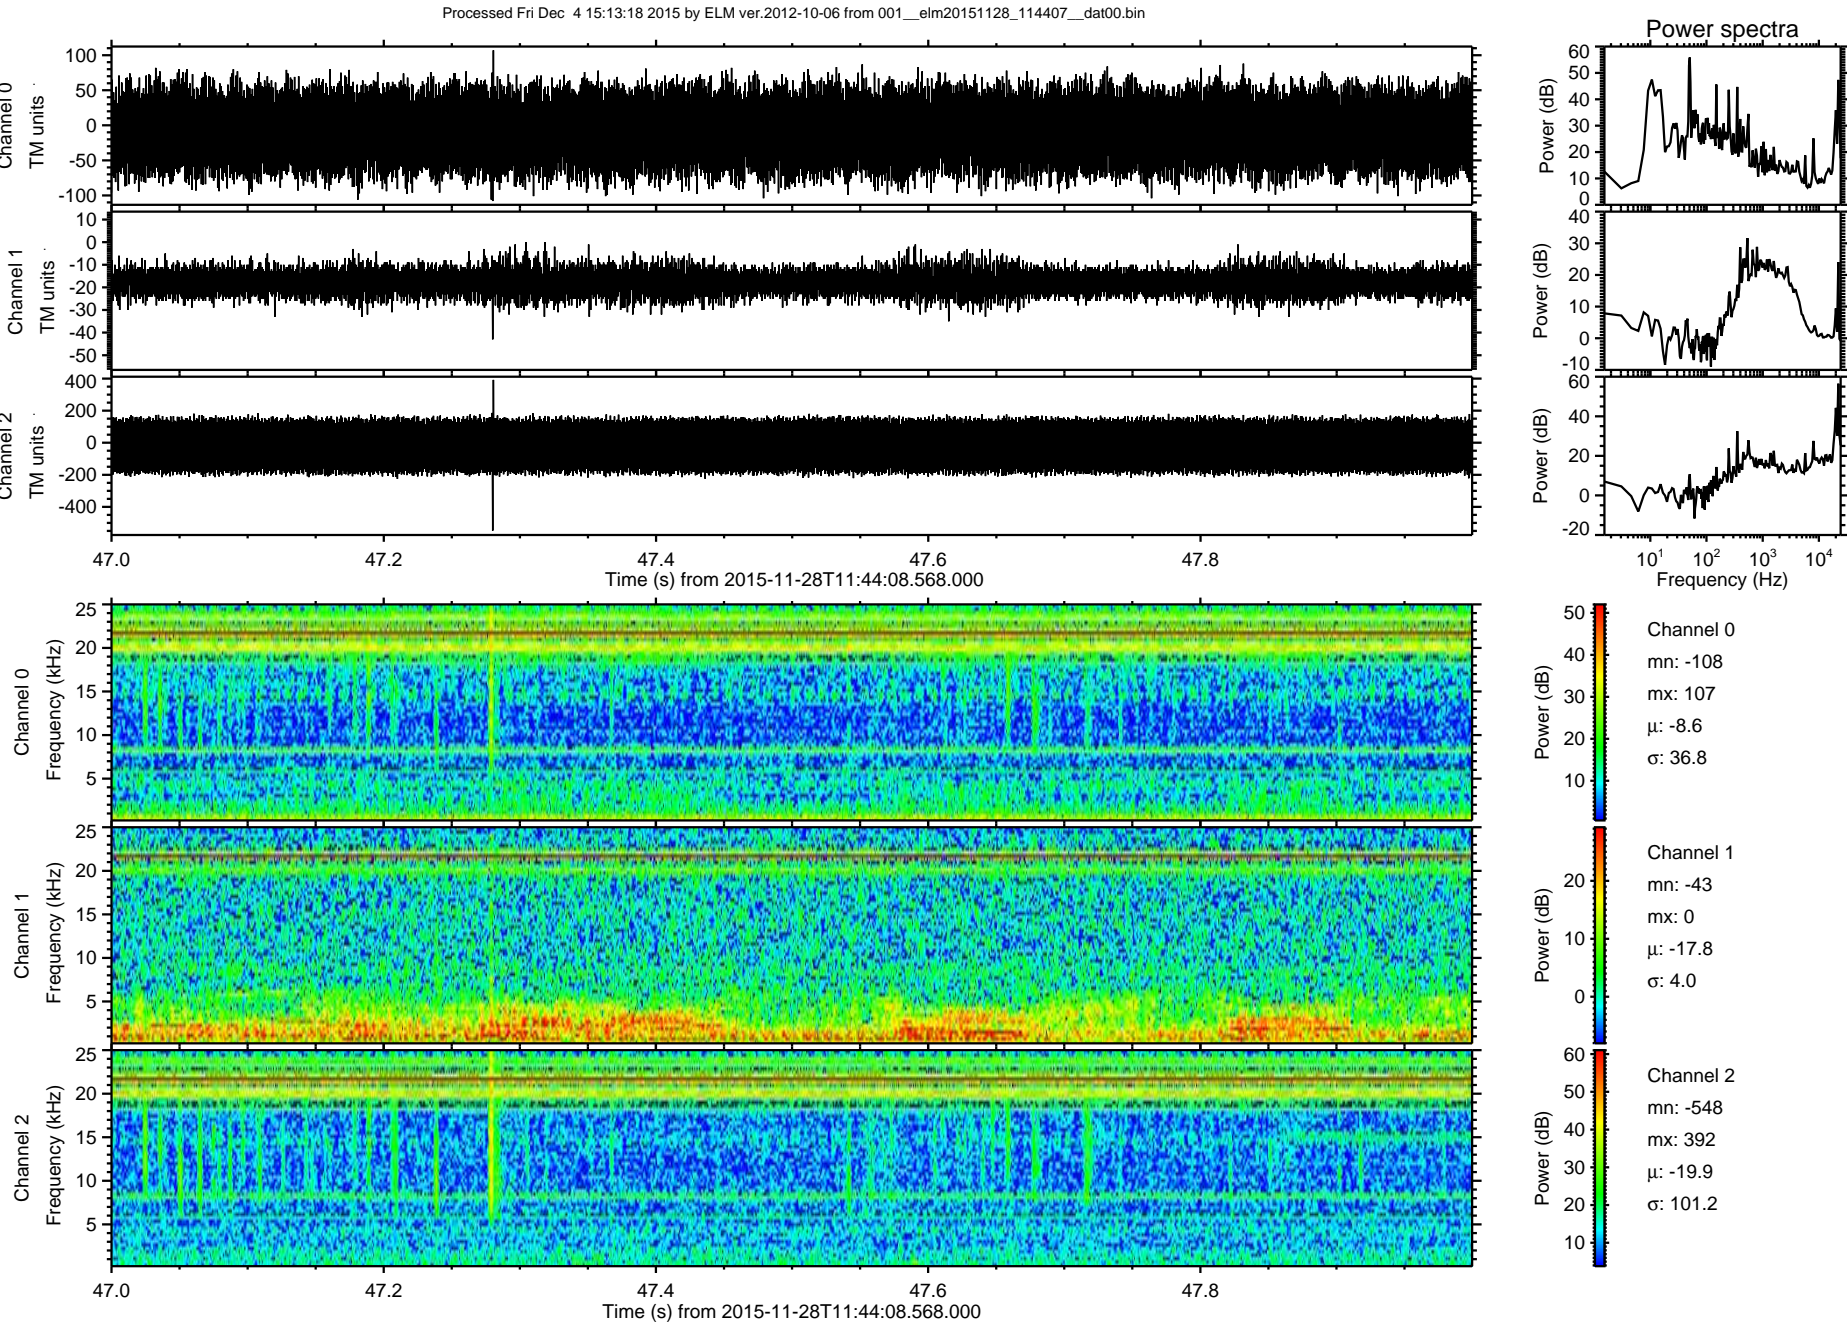 Processed Fri Dec 4 15:13:18 2015 by ELM ver.2012-10-06 from 001__elm20151128_114407__dat00.bin
Power spectra
Channel 0
TM units
100
50
0
-50
-100
Power (dB)
60
50
40
30
20
10
0
Channel 1
TM units
10
0
-10
-20
-30
-40
-50
Power (dB)
40
30
20
10
0
-10
Channel 2
TM units
400
200
0
-200
-400
Power (dB)
60
40
20
0
-20
47.0 47.2 47.4 47.6 47.8
Time (s) from 2015-11-28T11:44:08.568.000
10^1 10^2 10^3 10^4
Frequency (Hz)
Channel 0
Frequency (kHz)
25
20
15
10
5
Power (dB)
50
40
30
20
10
Channel 0
mn: -108
mx: 107
μ: -8.6
σ: 36.8
Channel 1
Frequency (kHz)
25
20
15
10
5
Power (dB)
20
10
0
Channel 1
mn: -43
mx: 0
μ: -17.8
σ: 4.0
Channel 2
Frequency (kHz)
25
20
15
10
5
Power (dB)
60
50
40
30
20
10
Channel 2
mn: -548
mx: 392
μ: -19.9
σ: 101.2
47.0 47.2 47.4 47.6 47.8
Time (s) from 2015-11-28T11:44:08.568.000